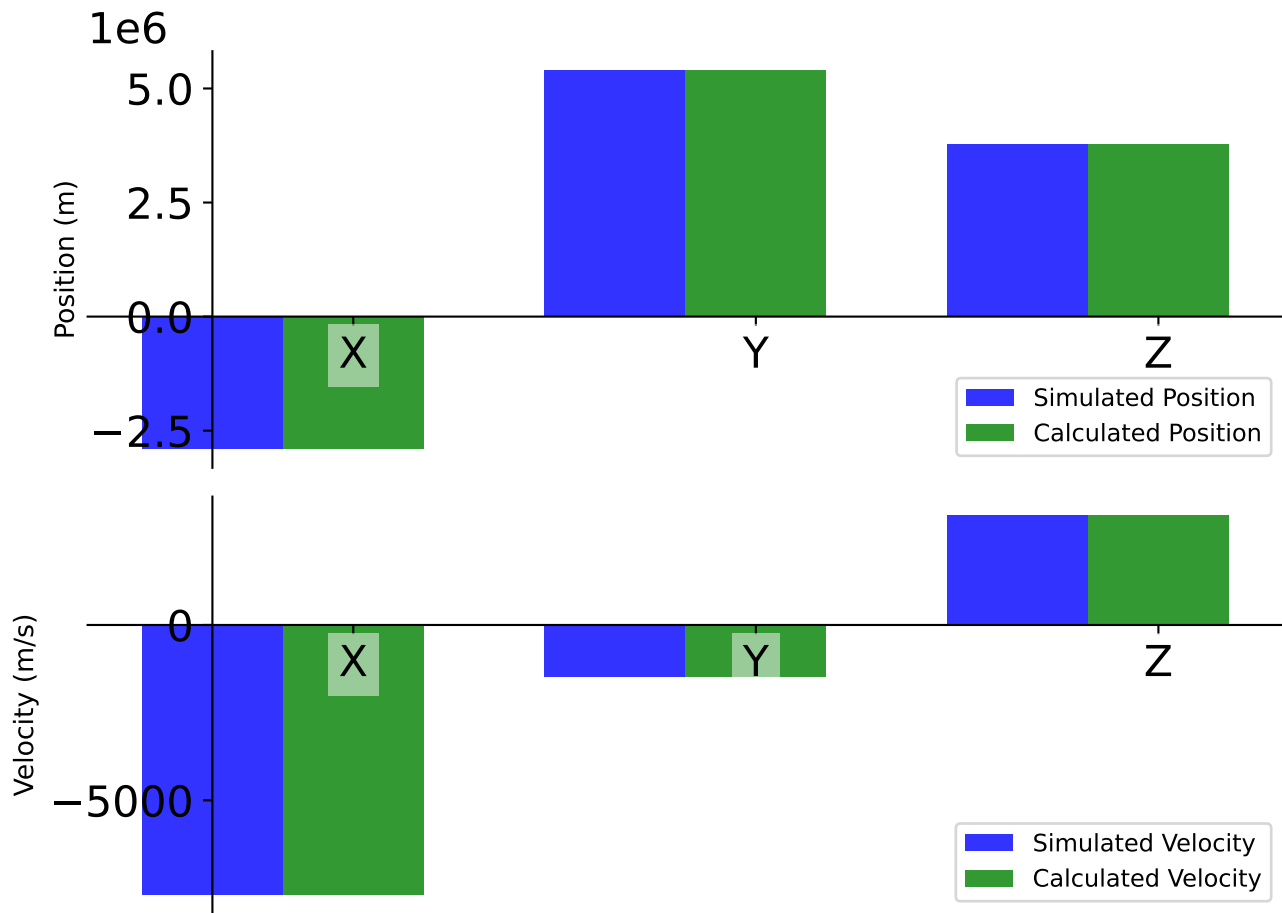 1e6
5.0
2.5
0.0
−2.5
Position (m)
X
Y
Z
Simulated Position
Calculated Position
0
−5000
Velocity (m/s)
X
Y
Z
Simulated Velocity
Calculated Velocity